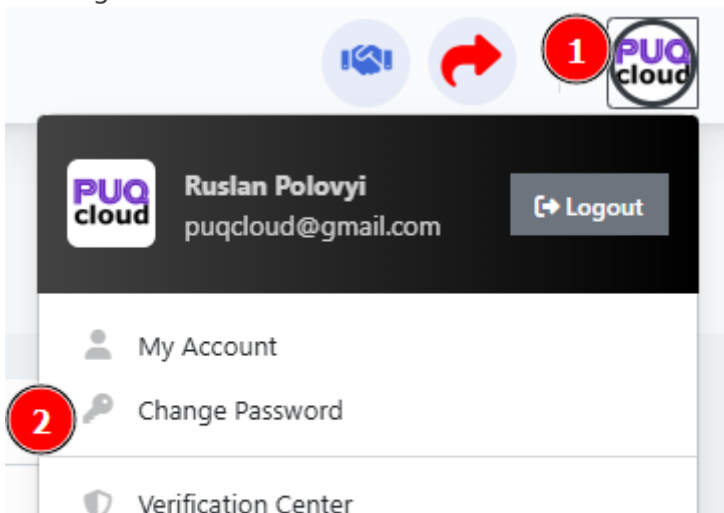 1
PUQ
cloud
PUQ
cloud
Ruslan Polovyi
puqcloud@gmail.com
Logout
My Account
2
Change Password
Verification Center